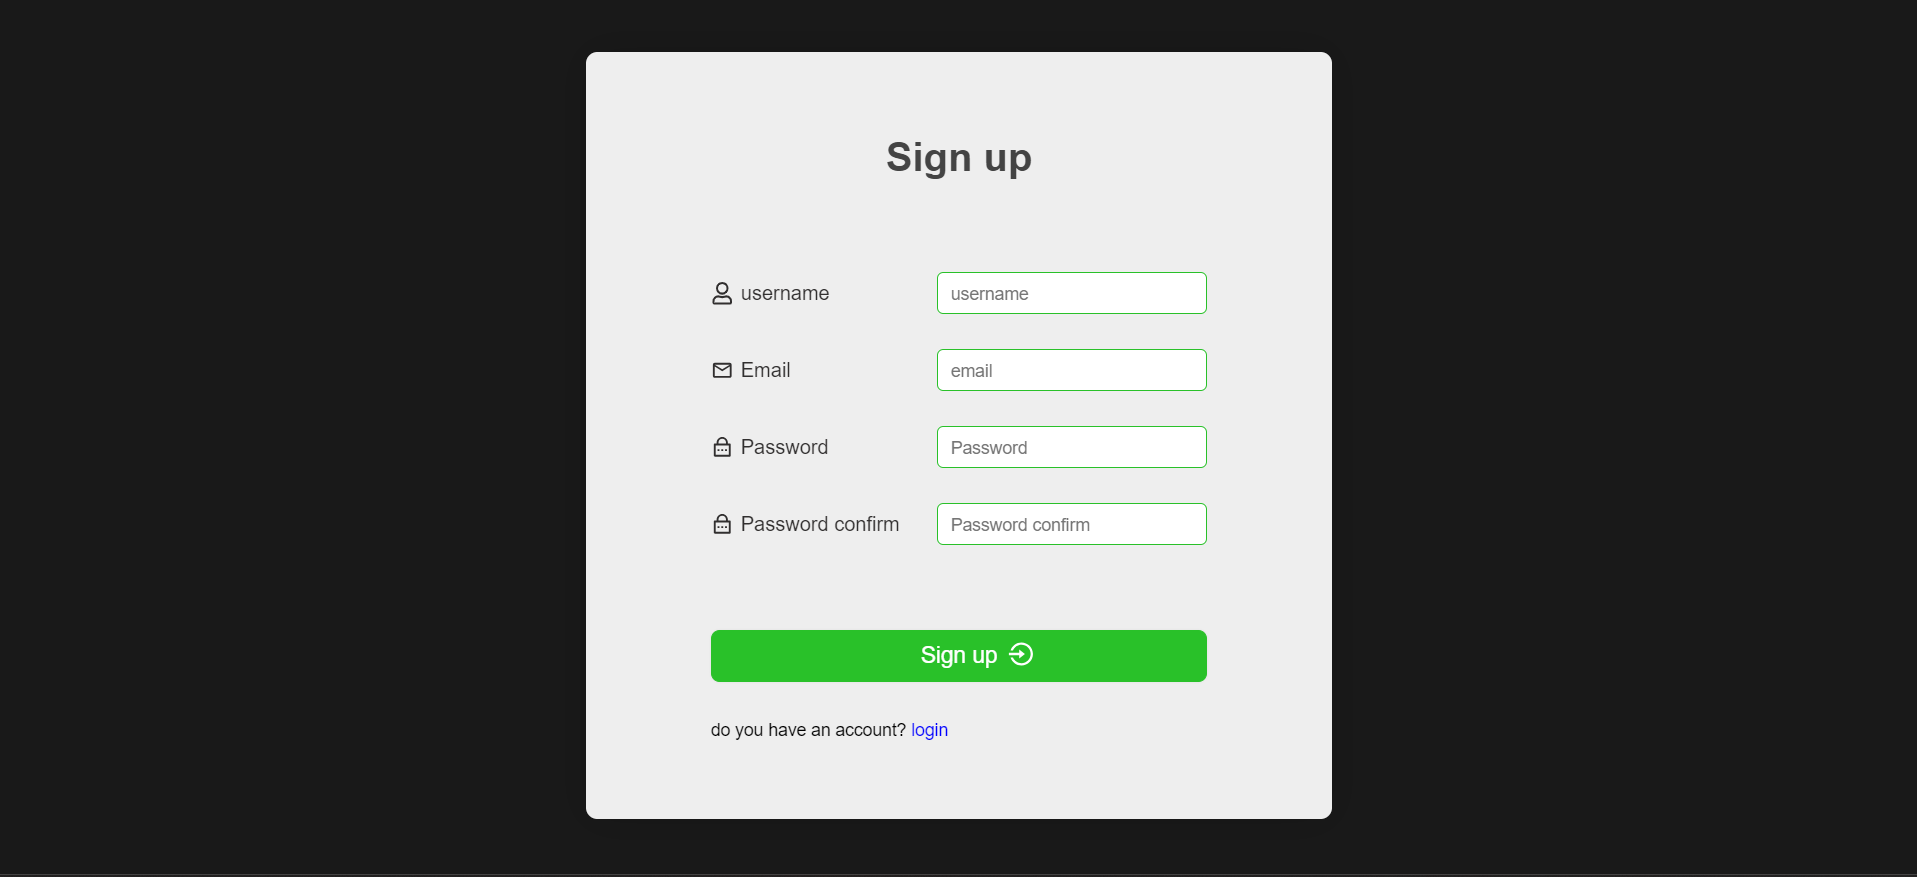 Sign up
username username
Email email
Password Password
Password confirm Password confirm
Sign up
do you have an account? login